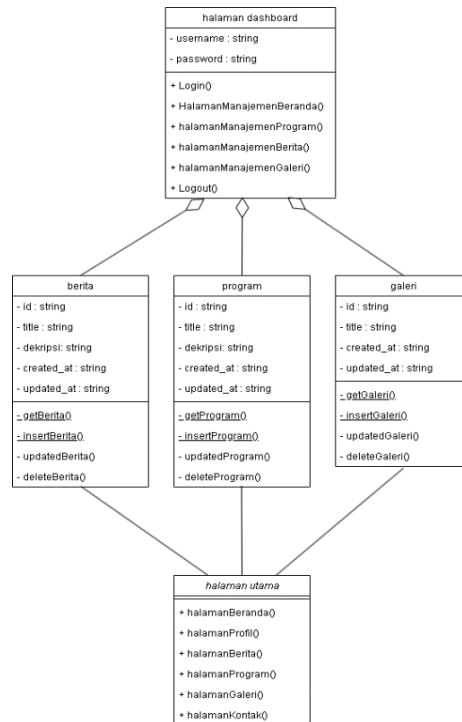 halaman dashboard
- username : string
- password : string
+ Login()
+ HalamanManajemenBeranda()
+ halamanManajemenProgram()
+ halamanManajemenBerita()
+ halamanManajemenGaleri()
+ Logout()
berita
- id : string
- title : string
- dekripsi : string
- created_at : string
- updated_at : string
- getBerita()
- insertBerita()
- updatedBerita()
- deleteBerita()
program
- id : string
- title : string
- dekripsi: string
- created_at : string
- updated_at : string
- getProgram()
- insertProgram()
- updatedProgram()
- deleteProgram()
galeri
- id : string
- title : string
- created_at : string
- updated_at : string
- getGaleri()
- insertGaleri()
- updatedGaleri()
- deleteGaleri()
halaman utama
+ halamanBeranda()
+ halamanProfil()
+ halamanBerita()
+ halamanProgram()
+ halamanGaleri()
+ halamanKontak()